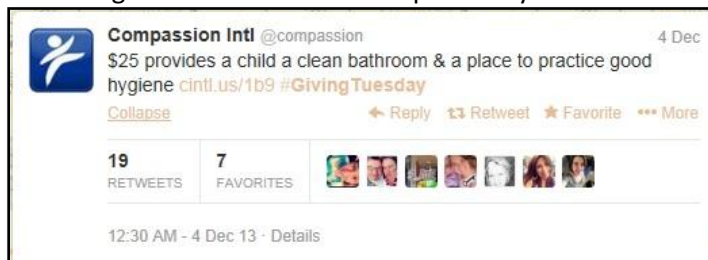 Compassion Intl @compassion 4 Dec
$25 provides a child a clean bathroom & a place to practice good
hygiene cintl.us/1b9 #GivingTuesday
Collapse Reply Retweet Favorite More
19 7
RETWEETS FAVORITES
12:30 AM - 4 Dec 13 · Details